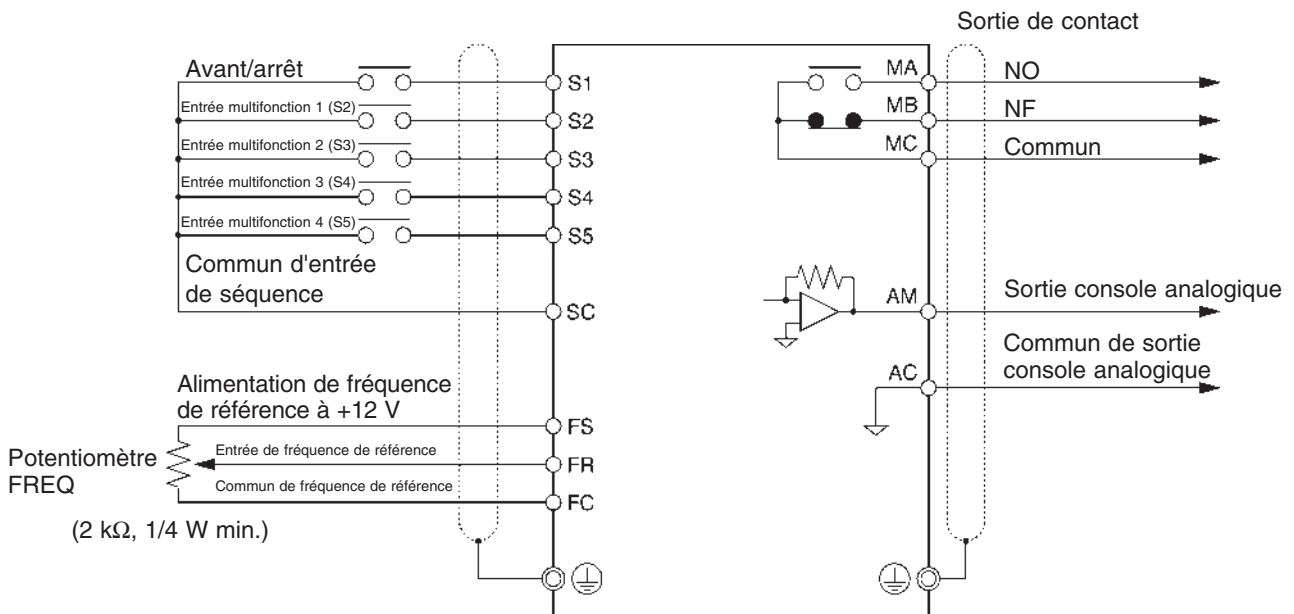 Sortie de contact
Avant/arrêt
S1
MA
NO
Entrée multifonction 1 (S2)
S2
MB
NF
Entrée multifonction 2 (S3)
S3
MC
Commun
Entrée multifonction 3 (S4)
S4
Entrée multifonction 4 (S5)
S5
Commun d'entrée
de séquence
SC
AM
Sortie console analogique
Commun de sortie
console analogique
AC
Alimentation de fréquence
de référence à +12 V
FS
Potentiomètre
FREQ
Entrée de fréquence de référence
FR
Commun de fréquence de référence
FC
(2 kΩ, 1/4 W min.)